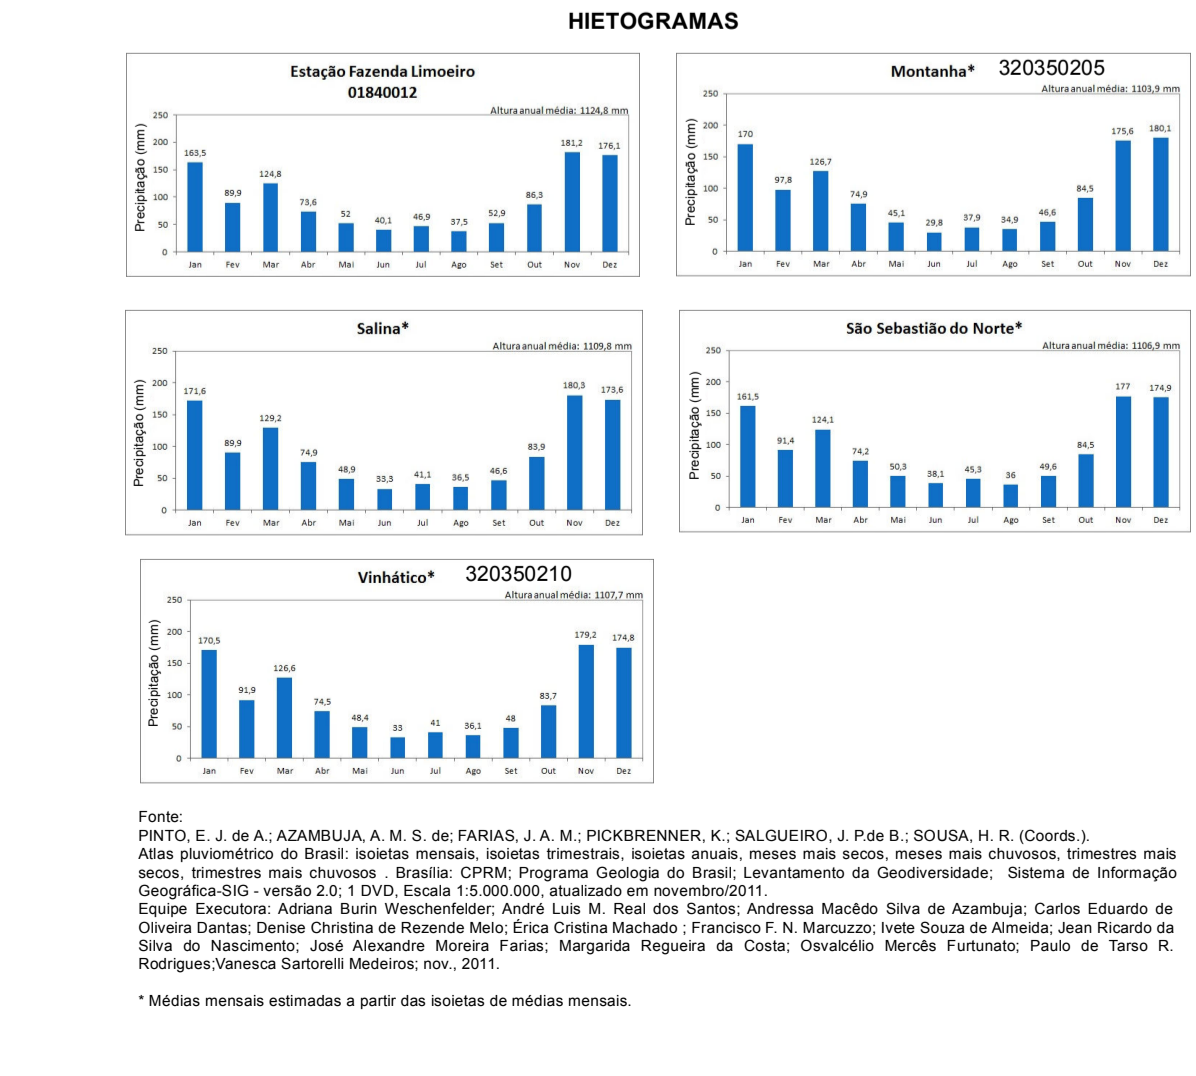 HIETOGRAMAS
Estação Fazenda Limoeiro
01840012
Altura anual média: 1124,8 mm
Precipitação (mm)
250
200
150
100
50
0
163,5
89,9
124,8
73,6
52
40,1
46,9
37,5
52,9
86,3
181,2
176,1
Jan Fev Mar Abr Mai Jun Jul Ago Set Out Nov Dez
Montanha* 320350205
Altura anual média: 1103,9 mm
Precipitação (mm)
250
200
150
100
50
0
170
97,8
126,7
74,9
45,1
29,8
37,9
34,9
46,6
84,5
175,6
180,1
Jan Fev Mar Abr Mai Jun Jul Ago Set Out Nov Dez
Salina*
Altura anual média: 1109,8 mm
Precipitação (mm)
250
200
150
100
50
0
171,6
89,9
129,2
74,9
48,9
33,3
41,1
36,5
46,6
83,9
180,3
173,6
Jan Fev Mar Abr Mai Jun Jul Ago Set Out Nov Dez
São Sebastião do Norte*
Altura anual média: 1106,9 mm
Precipitação (mm)
250
200
150
100
50
0
161,5
91,4
124,1
74,2
50,3
38,1
45,3
36
49,6
84,5
177
174,9
Jan Fev Mar Abr Mai Jun Jul Ago Set Out Nov Dez
Vinhático* 320350210
Altura anual média: 1107,7 mm
Precipitação (mm)
250
200
150
100
50
0
170,5
91,9
126,6
74,5
48,4
33
41
36,1
48
83,7
179,2
174,8
Jan Fev Mar Abr Mai Jun Jul Ago Set Out Nov Dez
Fonte:
PINTO, E. J. de A.; AZAMBUJA, A. M. S. de; FARIAS, J. A. M.; PICKBRENNER, K.; SALGUEIRO, J. P.de B.; SOUSA, H. R. (Coords.).
Atlas pluviométrico do Brasil: isoietas mensais, isoietas trimestrais, isoietas anuais, meses mais secos, meses mais chuvosos, trimestres mais
secos, trimestres mais chuvosos . Brasília: CPRM; Programa Geologia do Brasil; Levantamento da Geodiversidade; Sistema de Informação
Geográfica-SIG - versão 2.0; 1 DVD, Escala 1:5.000.000, atualizado em novembro/2011.
Equipe Executora: Adriana Burin Weschenfelder; André Luis M. Real dos Santos; Andressa Macêdo Silva de Azambuja; Carlos Eduardo de
Oliveira Dantas; Denise Christina de Rezende Melo; Érica Cristina Machado ; Francisco F. N. Marcuzzo; Ivete Souza de Almeida; Jean Ricardo da
Silva do Nascimento; José Alexandre Moreira Farias; Margarida Regueira da Costa; Osvalcélio Mercês Furtunato; Paulo de Tarso R.
Rodrigues;Vanesca Sartorelli Medeiros; nov., 2011.
* Médias mensais estimadas a partir das isoietas de médias mensais.